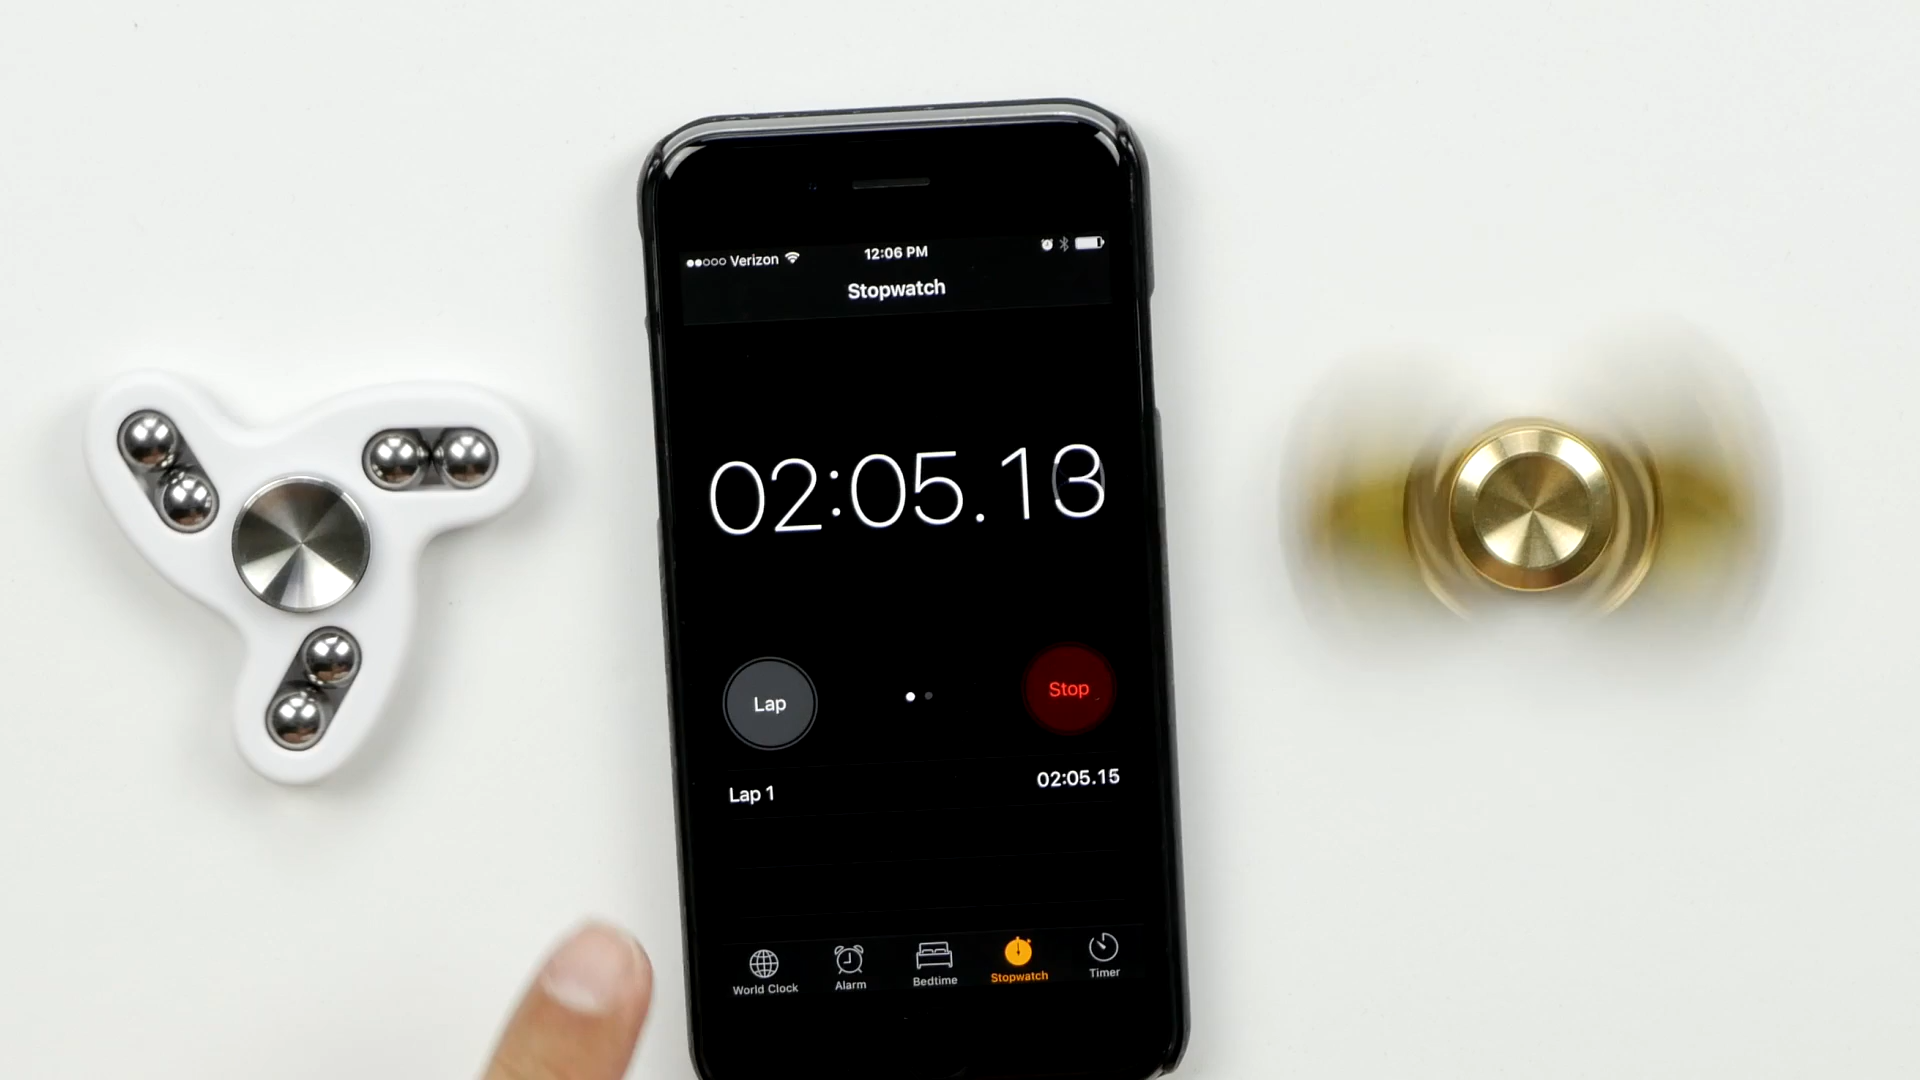 Verizon 12:06 PM
Stopwatch
02:05.13
Lap Stop
Lap 1 02:05.15
World Clock Alarm Bedtime Stopwatch Timer